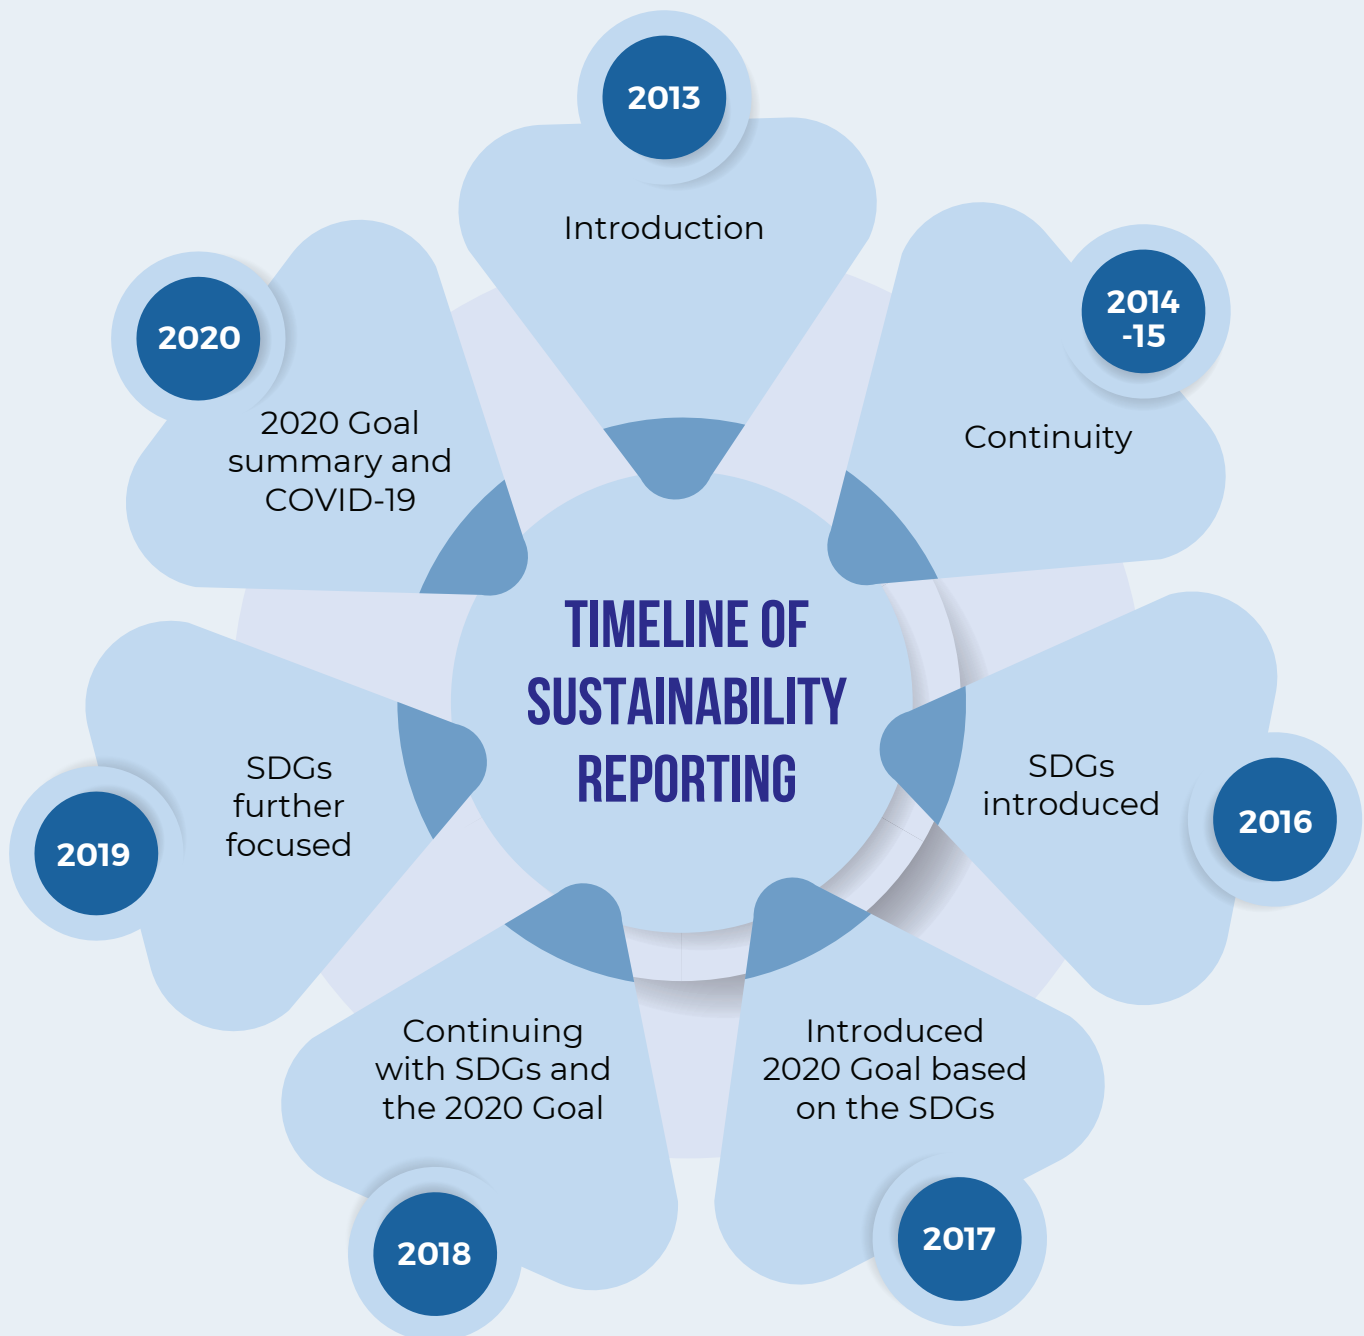 TIMELINE OF
SUSTAINABILITY
REPORTING
2013
Introduction
2014
-15
Continuity
2016
SDGs
introduced
2017
Introduced
2020 Goal based
on the SDGs
2018
Continuing
with SDGs and
the 2020 Goal
2019
SDGs
further
focused
2020
2020 Goal
summary and
COVID-19